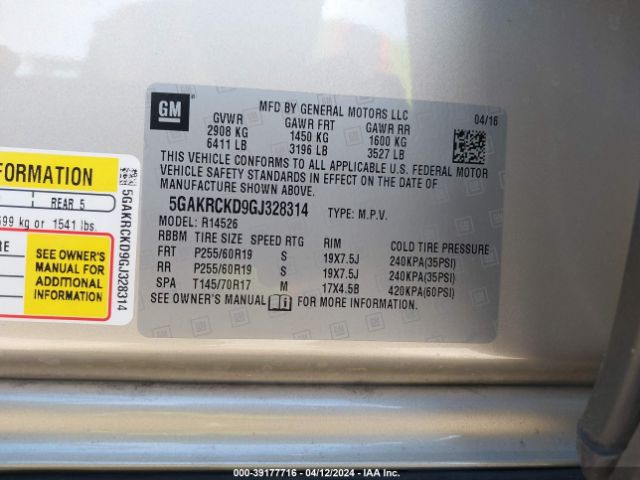 GM
MFD BY GENERAL MOTORS LLC
04/16
GVWR GAWR FRT GAWR RR
2908 KG 1450 KG 1600 KG
6411 LB 3196 LB 3527 LB
THIS VEHICLE CONFORMS TO ALL APPLICABLE U.S. FEDERAL MOTOR
VEHICLE SAFETY STANDARDS IN EFFECT ON THE DATE OF
MANUFACTURE SHOWN ABOVE.
5GAKRCKD9GJ328314 TYPE: M.P.V.
MODEL: R14526
RBBM TIRE SIZE SPEED RTG RIM COLD TIRE PRESSURE
FRT P255/60R19 S 19X7.5J 240KPA(35PSI)
RR P255/60R19 S 19X7.5J 240KPA(35PSI)
SPA T145/70R17 M 17X4.5B 420KPA(60PSI)
SEE OWNER'S MANUAL FOR MORE INFORMATION.
FORMATION
REAR 5
699 kg or 1541 lbs.
RE
SEE OWNER'S
MANUAL FOR
ADDITIONAL
INFORMATION
5GAKRCKD9GJ328314
000-39177716 - 04/12/2024 - IAA Inc.